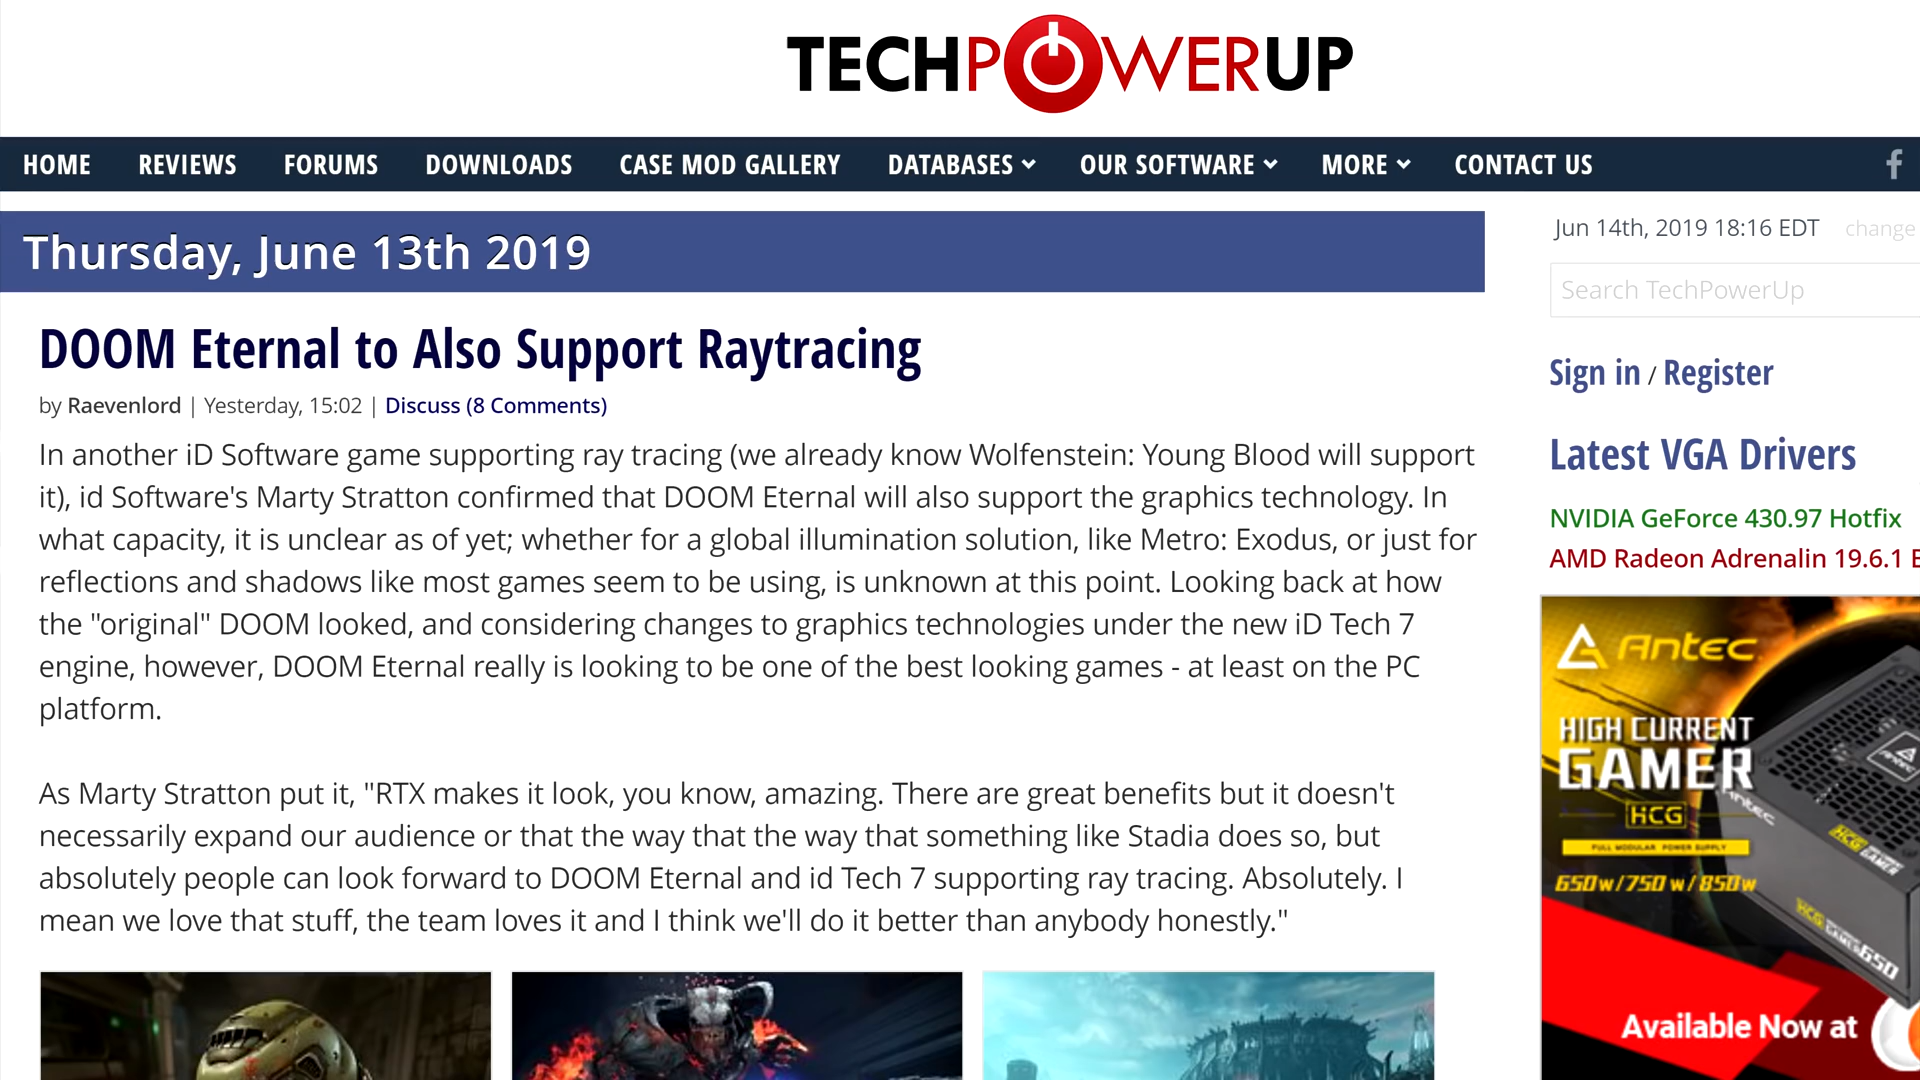 TECHPOWERUP
HOME REVIEWS FORUMS DOWNLOADS CASE MOD GALLERY DATABASES OUR SOFTWARE MORE CONTACT US
Thursday, June 13th 2019
DOOM Eternal to Also Support Raytracing
by Raevenlord | Yesterday, 15:02 | Discuss (8 Comments)
In another iD Software game supporting ray tracing (we already know Wolfenstein: Young Blood will support
it), id Software's Marty Stratton confirmed that DOOM Eternal will also support the graphics technology. In
what capacity, it is unclear as of yet; whether for a global illumination solution, like Metro: Exodus, or just for
reflections and shadows like most games seem to be using, is unknown at this point. Looking back at how
the "original" DOOM looked, and considering changes to graphics technologies under the new iD Tech 7
engine, however, DOOM Eternal really is looking to be one of the best looking games - at least on the PC
platform.
As Marty Stratton put it, "RTX makes it look, you know, amazing. There are great benefits but it doesn't
necessarily expand our audience or that the way that the way that something like Stadia does so, but
absolutely people can look forward to DOOM Eternal and id Tech 7 supporting ray tracing. Absolutely. I
mean we love that stuff, the team loves it and I think we'll do it better than anybody honestly."
Jun 14th, 2019 18:16 EDT change
Search TechPowerUp
Sign in / Register
Latest VGA Drivers
NVIDIA GeForce 430.97 Hotfix
AMD Radeon Adrenalin 19.6.1
Antec
HIGH CURRENT
GAMER
HCG
FULL MODULAR POWER SUPPLY
650w/750w/850w
Antec
Antec
HCG
GAMER
HCG
GAMER 650
Available Now at